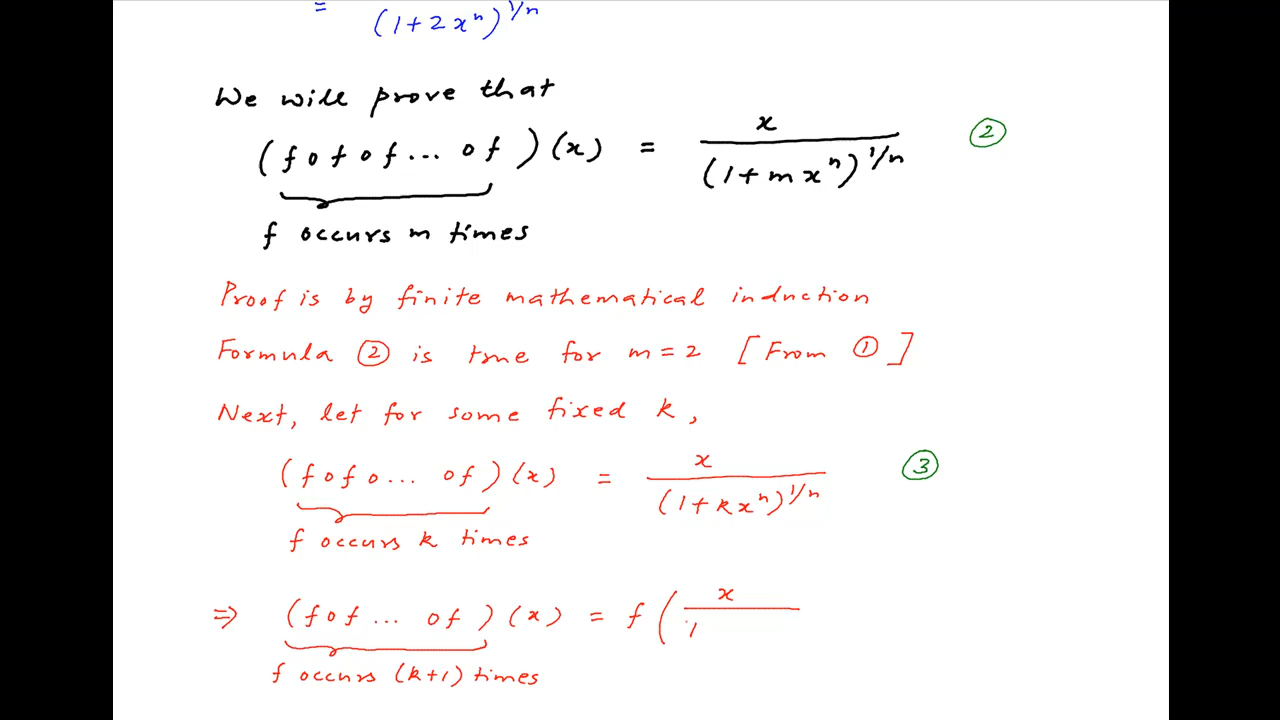 = / (1+2xⁿ)^1/n
We will prove that
(f o f o f ... o f)(x) = x / (1+mxⁿ)^1/n ②
f occurs m times
Proof is by finite mathematical induction
Formula ② is true for m=2 [From ①]
Next, let for some fixed k,
(f o f o ... o f)(x) = x / (1+kxⁿ)^1/n ③
f occurs k times
⇒ (f o f ... o f)(x) = f ( x / 1
f occurs (k+1) times